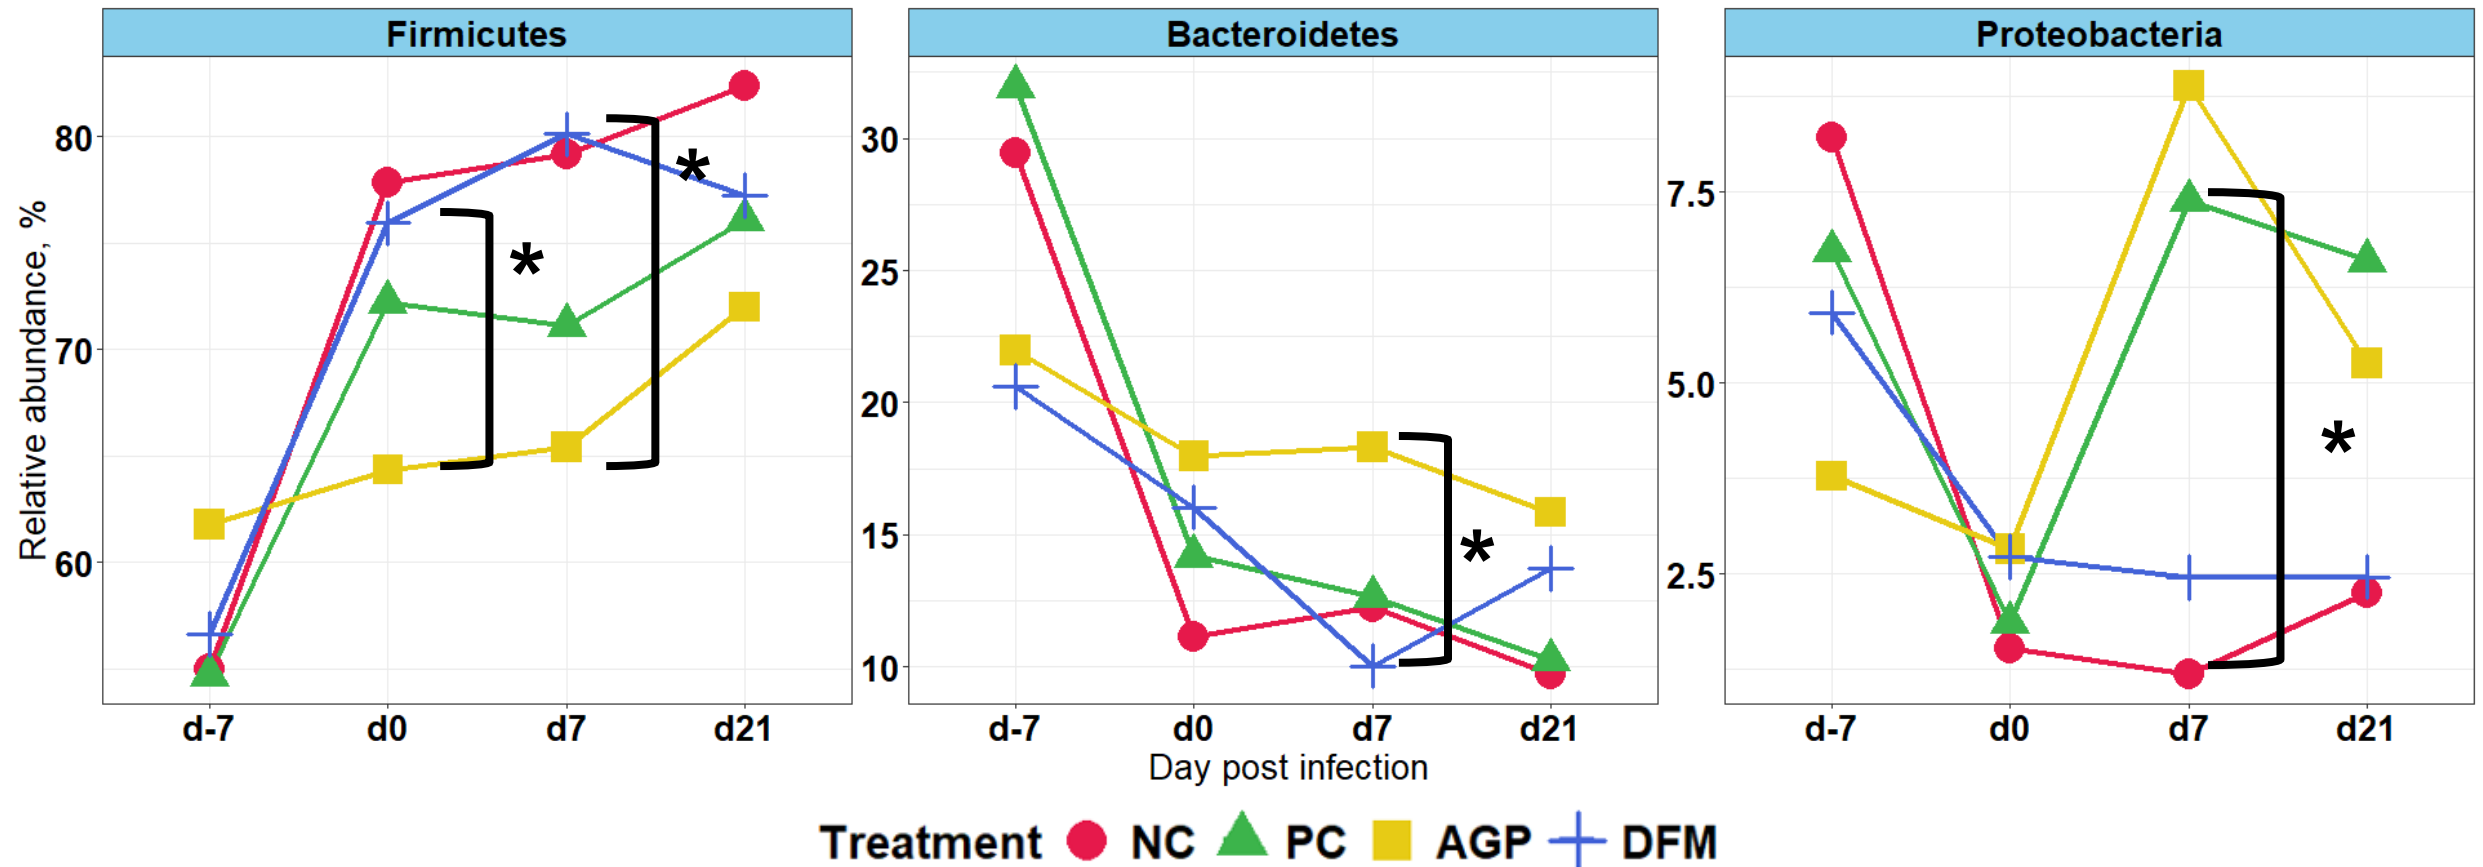 Firmicutes
Bacteroidetes
Proteobacteria
Relative abundance, %
80
70
60
30
25
20
15
10
7.5
5.0
2.5
*
*
*
*
d-7 d0 d7 d21
d-7 d0 d7 d21
d-7 d0 d7 d21
Day post infection
Treatment NC PC AGP DFM